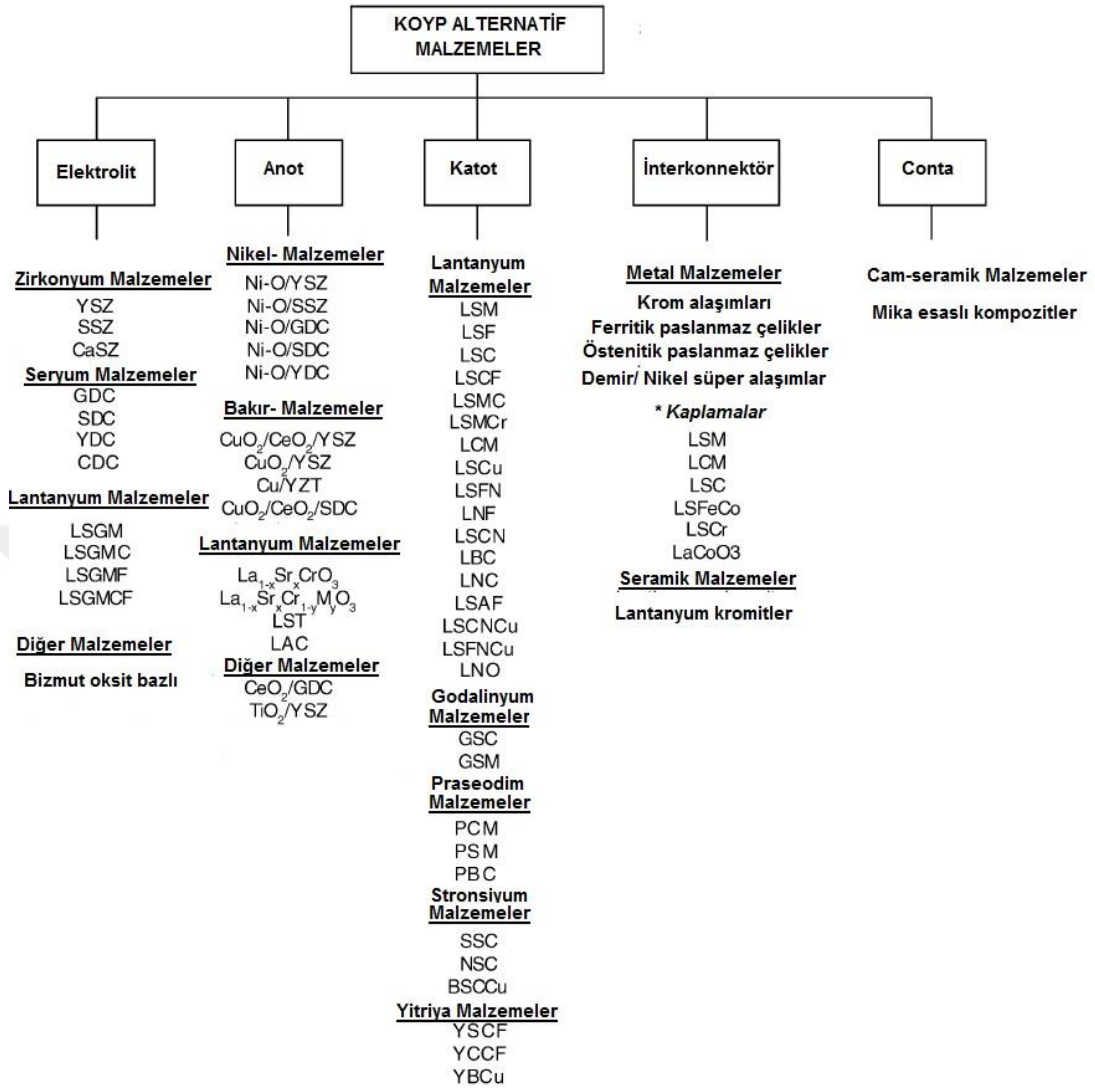 KOYP ALTERNATİF
MALZEMELER
Elektrolit
Anot
Katot
İnterkonnektör
Conta
Zirkonyum Malzemeler
YSZ
SSZ
CaSZ
Seryum Malzemeler
GDC
SDC
YDC
CDC
Lantanyum Malzemeler
LSGM
LSGMC
LSGMF
LSGMCF
Diğer Malzemeler
Bizmut oksit bazlı
Nikel- Malzemeler
Ni-O/YSZ
Ni-O/SSZ
Ni-O/GDC
Ni-O/SDC
Ni-O/YDC
Bakır- Malzemeler
CuO₂/CeO₂/YSZ
CuO₂/YSZ
Cu/YZT
CuO₂/CeO₂/SDC
Lantanyum Malzemeler
La₁₋ₓSrₓCrO₃
La₁₋ₓSrₓCr₁₋yMyO₃
LST
LAC
Diğer Malzemeler
CeO₂/GDC
TiO₂/YSZ
Lantanyum
Malzemeler
LSM
LSF
LSC
LSCF
LSMC
LSMCr
LCM
LSCu
LSFN
LNF
LSCN
LBC
LNC
LSAF
LSCNCu
LSFNCu
LNO
Godalinyum
Malzemeler
GSC
GSM
Praseodim
Malzemeler
PCM
PSM
PBC
Stronsiyum
Malzemeler
SSC
NSC
BSCCu
Yitriya Malzemeler
YSCF
YCCF
YBCu
Metal Malzemeler
Krom alaşımları
Ferritik paslanmaz çelikler
Östenitik paslanmaz çelikler
Demir/ Nikel süper alaşımlar
* Kaplamalar
LSM
LCM
LSC
LSFeCo
LSCr
LaCoO3
Seramik Malzemeler
Lantanyum kromitler
Cam-seramik Malzemeler
Mika esaslı kompozitler